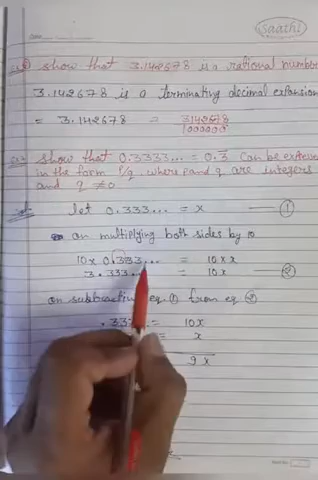 Saathi
Date
show that 3.142678 is a rational number
3.142678 is a terminating decimal expansion
= 3.142678 = 3142678
1000000
show that 0.3333... = 0.3̅ can be expressed
in the form p/q, where p and q are integers
and q ≠ 0
let 0.333... = x ①
on multiplying both sides by 10
10 x 0.333... = 10 x x
3.333... = 10x ②
on subtracting eq. ① from eq ②
= 10x
= x
9x